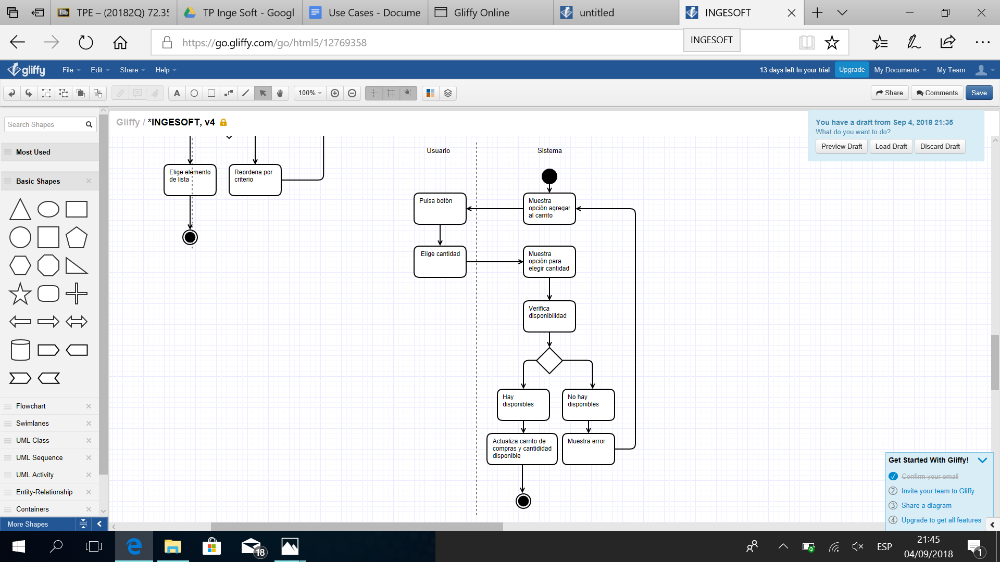 TPE – (20182Q) 72.35
TP Inge Soft - Googl
Use Cases - Docume
Gliffy Online
untitled
INGESOFT
https://go.gliffy.com/go/html5/12769358
INGESOFT
gliffy
File
Edit
Share
Help
13 days left In your trial
Upgrade
My Documents
My Team
A
100%
Share
Comments
Save
Search Shapes
Gliffy / *INGESOFT, v4
You have a draft from Sep 4, 2018 21:35
What do you want to do?
Preview Draft
Load Draft
Discard Draft
Most Used
Basic Shapes
Flowchart
Swimlanes
UML Class
UML Sequence
UML Activity
Entity-Relationship
Containers
More Shapes
Elige elemento
de lista
Reordena por
criterio
Usuario
Sistema
Pulsa botón
Muestra
opción agregar
al carrito
Elige cantidad
Muestra
opción para
elegir cantidad
Verifica
disponibilidad
Hay
disponibles
No hay
disponibles
Actualiza carrito de
compras y cantididad
disponible
Muestra error
Get Started With Gliffy!
Confirm your email
2 Invite your team to Gliffy
3 Share a diagram
4 Upgrade to get all features
18
ESP
21:45
04/09/2018
1